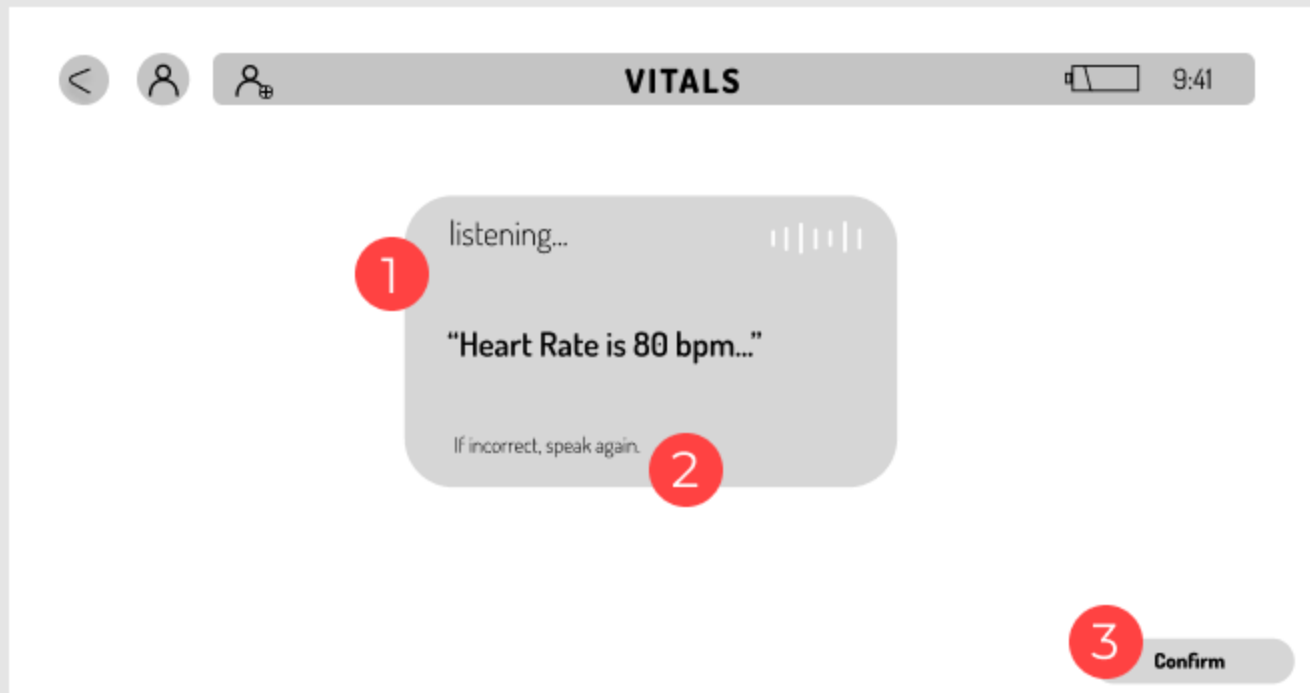 VITALS
9:41
listening...
1
“Heart Rate is 80 bpm...”
If incorrect, speak again.
2
3
Confirm